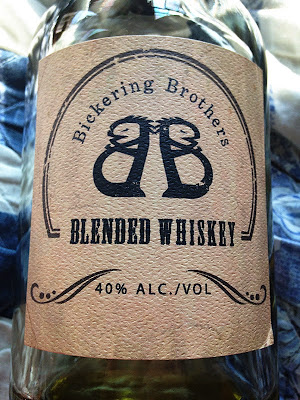 Bickering Brothers
BB
BLENDED WHISKEY
40% ALC./VOL